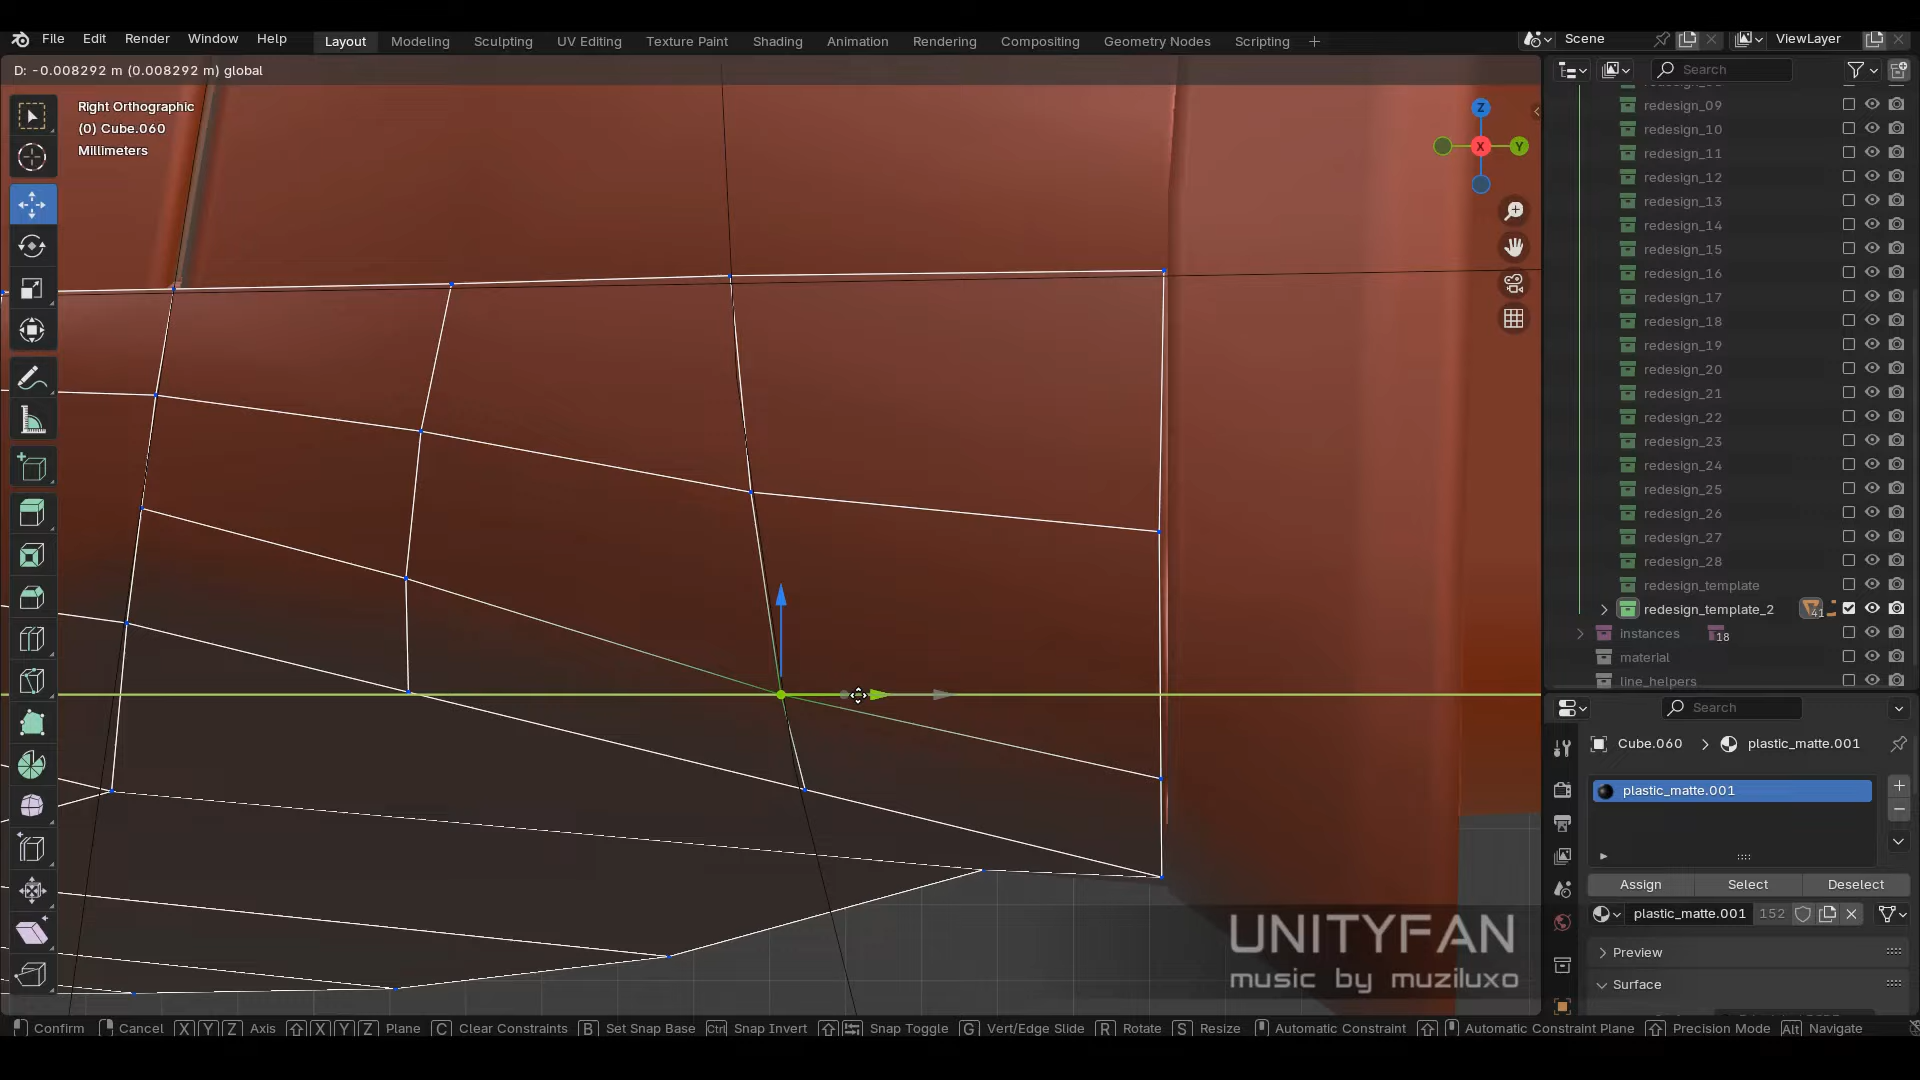 File Edit Render Window Help Layout Modeling Sculpting UV Editing Texture Paint Shading Animation Rendering Compositing Geometry Nodes Scripting + Scene ViewLayer
D: -0.008292 m (0.008292 m) global
Search
Right Orthographic
(0) Cube.060
Millimeters
Z
X
Y
redesign_09
redesign_10
redesign_11
redesign_12
redesign_13
redesign_14
redesign_15
redesign_16
redesign_17
redesign_18
redesign_19
redesign_20
redesign_21
redesign_22
redesign_23
redesign_24
redesign_25
redesign_26
redesign_27
redesign_28
redesign_template
redesign_template_2 41
instances 18
material
line_helpers
Search
Cube.060 > plastic_matte.001
plastic_matte.001
Assign Select Deselect
plastic_matte.001 152
Preview
Surface
UNITYFAN
music by muziluxo
Confirm Cancel X Y Z Axis X Y Z Plane C Clear Constraints B Set Snap Base Ctrl Snap Invert Snap Toggle G Vert/Edge Slide R Rotate S Resize Automatic Constraint Automatic Constraint Plane Precision Mode Alt Navigate